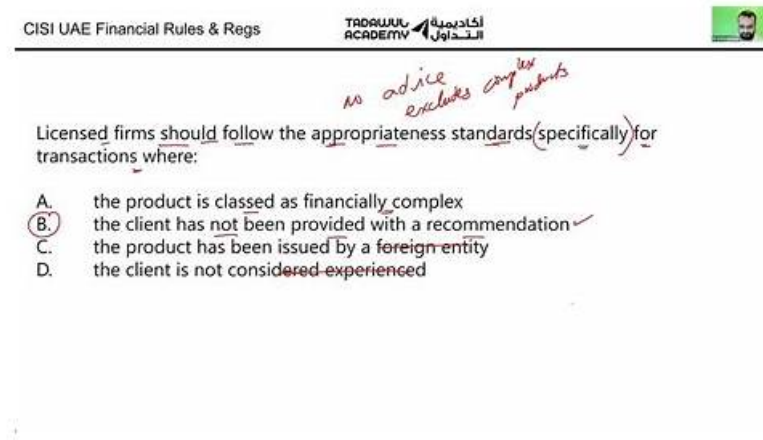 CISI UAE Financial Rules & Regs
TADAWUL ACADEMY أكاديمية التـداول
no advice
excludes complex products
Licensed firms should follow the appropriateness standards (specifically) for
transactions where:
A. the product is classed as financially complex
B. the client has not been provided with a recommendation
C. the product has been issued by a foreign entity
D. the client is not considered experienced